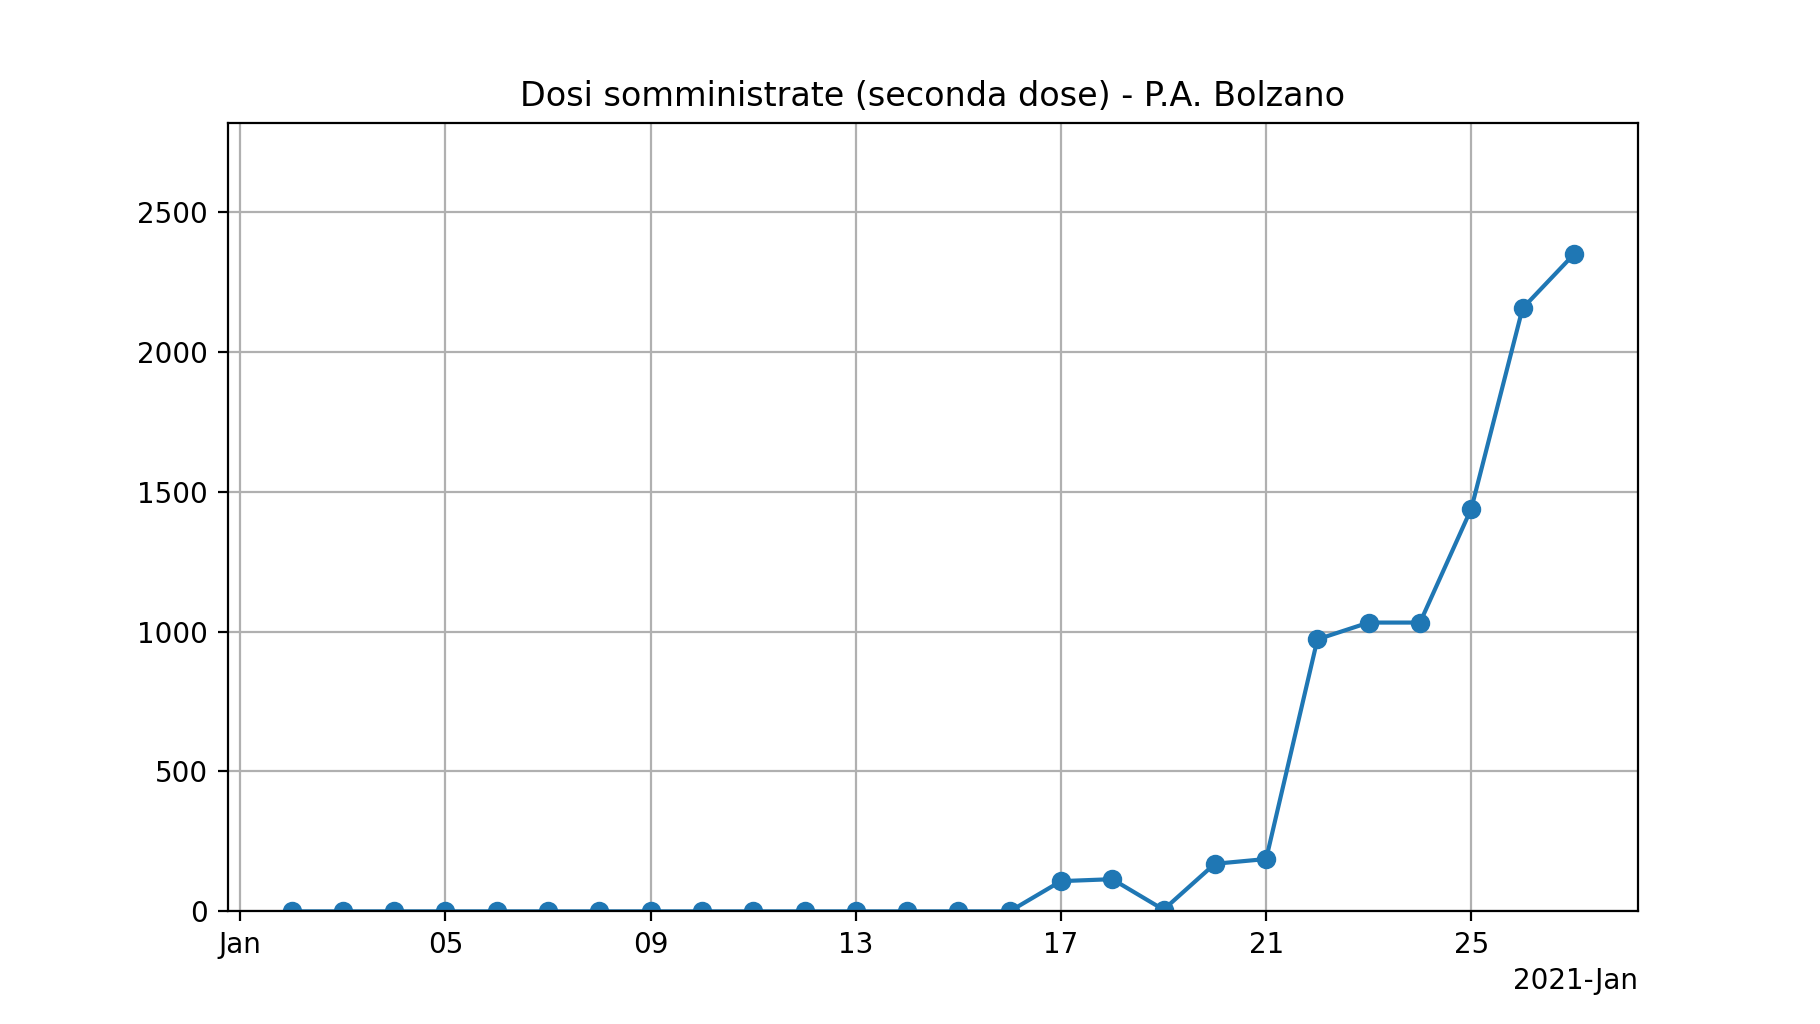 Dosi somministrate (seconda dose) - P.A. Bolzano
2500
2000
1500
1000
500
0
Jan 05 09 13 17 21 25
2021-Jan